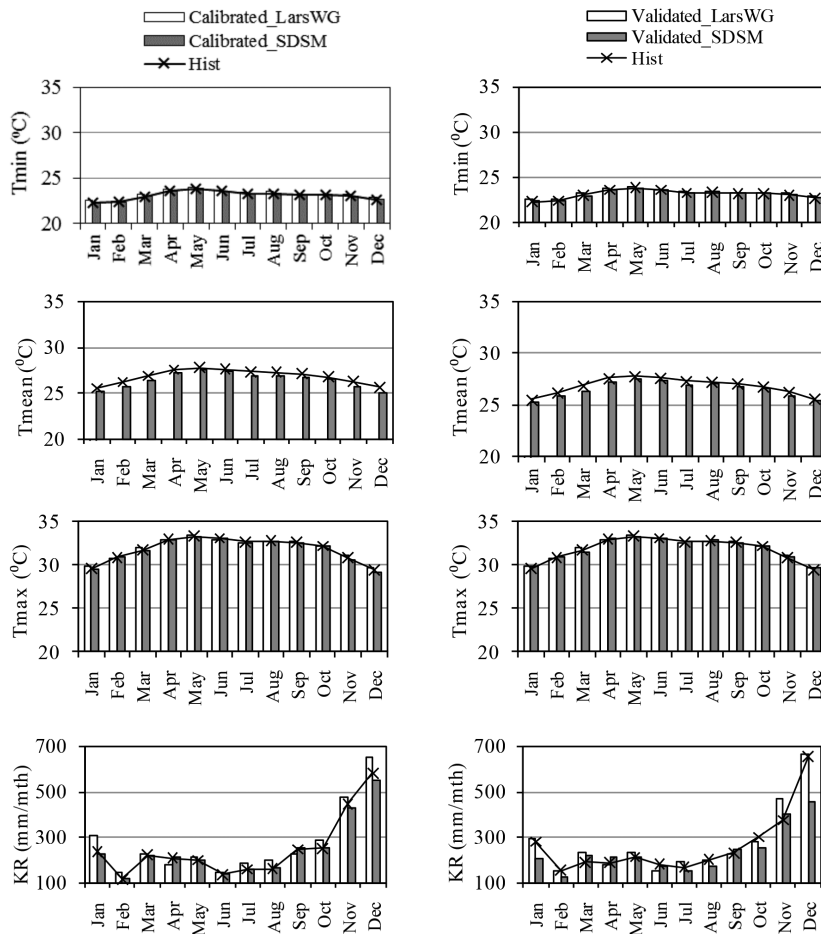 Calibrated_LarsWG
Calibrated_SDSM
Hist
Validated_LarsWG
Validated_SDSM
Hist
Tmin (ºC)
35
30
25
20
Jan Feb Mar Apr May Jun Jul Aug Sep Oct Nov Dec
Tmin (⁰C)
35
30
25
20
Jan Feb Mar Apr May Jun Jul Aug Sep Oct Nov Dec
Tmean (⁰C)
35
30
25
20
Jan Feb Mar Apr May Jun Jul Aug Sep Oct Nov Dec
Tmean (⁰C)
35
30
25
20
Jan Feb Mar Apr May Jun Jul Aug Sep Oct Nov Dec
Tmax (⁰C)
35
30
25
20
Jan Feb Mar Apr May Jun Jul Aug Sep Oct Nov Dec
Tmax (⁰C)
35
30
25
20
Jan Feb Mar Apr May Jun Jul Aug Sep Oct Nov Dec
KR (mm/mth)
700
500
300
100
Jan Feb Mar Apr May Jun Jul Aug Sep Oct Nov Dec
KR (mm/mth)
700
500
300
100
Jan Feb Mar Apr May Jun Jul Aug Sep Oct Nov Dec